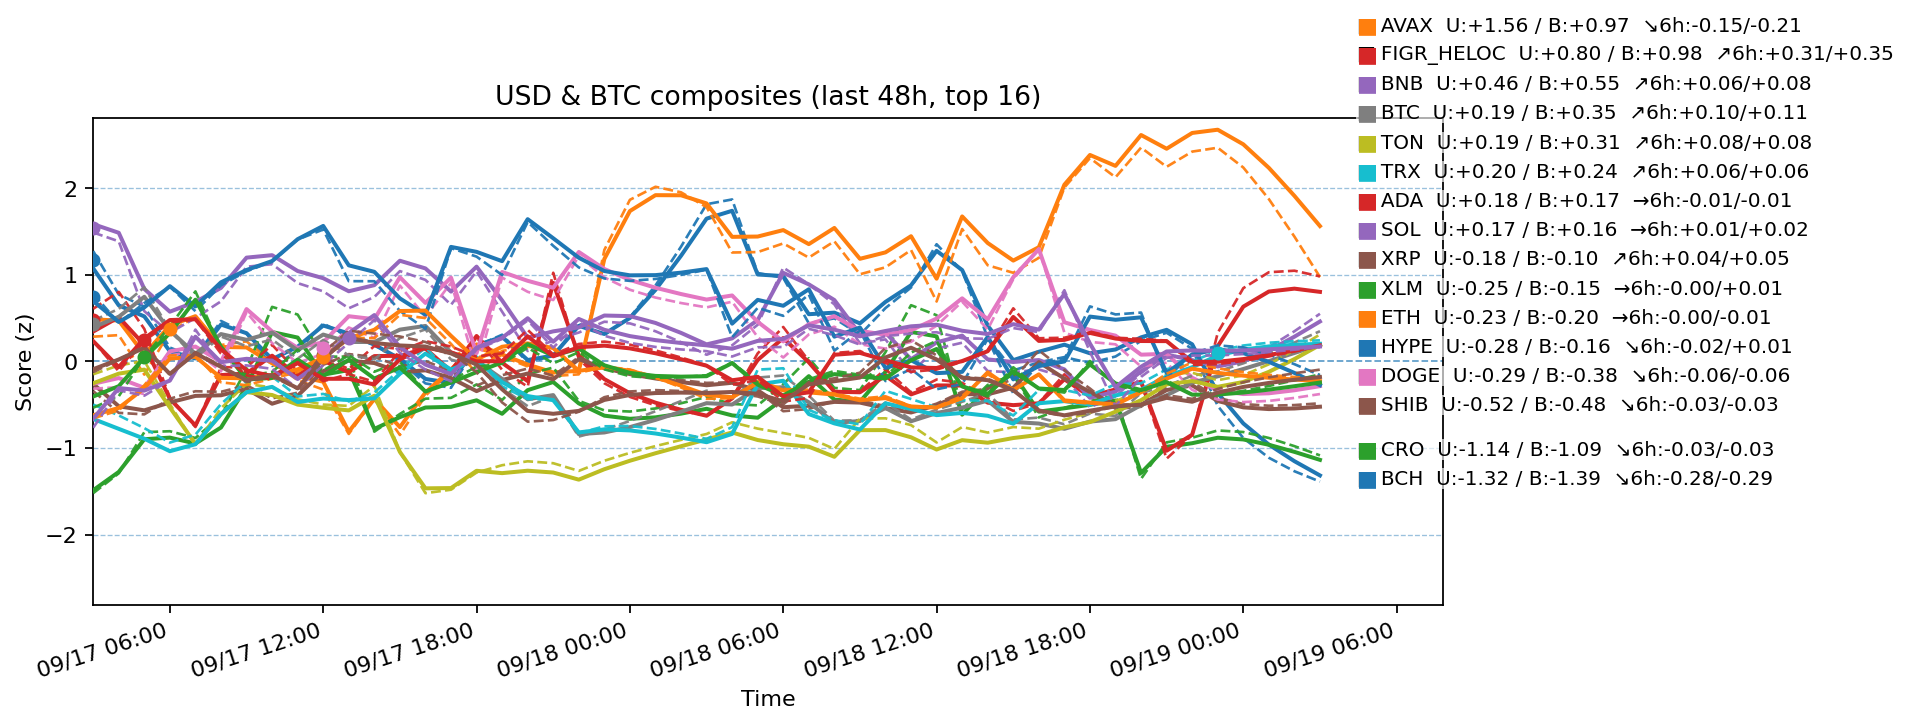 USD & BTC composites (last 48h, top 16)
AVAX U:+1.56 / B:+0.97 ↘6h:-0.15/-0.21
FIGR_HELOC U:+0.80 / B:+0.98 ↗6h:+0.31/+0.35
BNB U:+0.46 / B:+0.55 ↗6h:+0.06/+0.08
BTC U:+0.19 / B:+0.35 ↗6h:+0.10/+0.11
TON U:+0.19 / B:+0.31 ↗6h:+0.08/+0.08
TRX U:+0.20 / B:+0.24 ↗6h:+0.06/+0.06
ADA U:+0.18 / B:+0.17 →6h:-0.01/-0.01
SOL U:+0.17 / B:+0.16 →6h:+0.01/+0.02
XRP U:-0.18 / B:-0.10 ↗6h:+0.04/+0.05
XLM U:-0.25 / B:-0.15 →6h:-0.00/+0.01
ETH U:-0.23 / B:-0.20 →6h:-0.00/-0.01
HYPE U:-0.28 / B:-0.16 ↘6h:-0.02/+0.01
DOGE U:-0.29 / B:-0.38 ↘6h:-0.06/-0.06
SHIB U:-0.52 / B:-0.48 ↘6h:-0.03/-0.03
CRO U:-1.14 / B:-1.09 ↘6h:-0.03/-0.03
BCH U:-1.32 / B:-1.39 ↘6h:-0.28/-0.29
Score (z)
2
1
0
−1
−2
09/17 06:00
09/17 12:00
09/17 18:00
09/18 00:00
09/18 06:00
09/18 12:00
09/18 18:00
09/19 00:00
09/19 06:00
Time